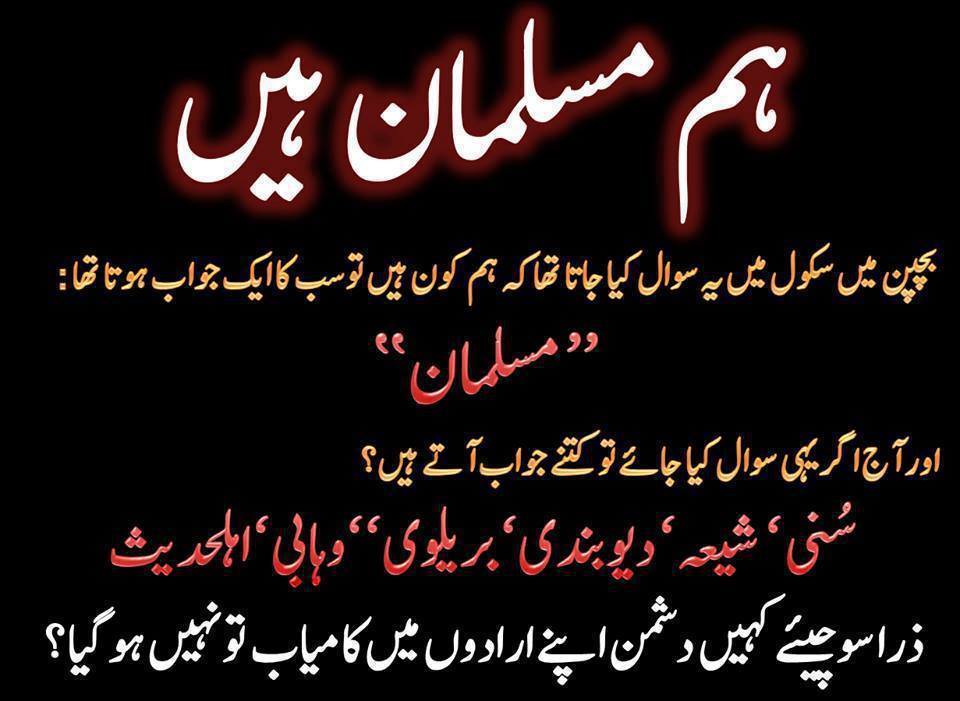 ہم مسلمان ہیں
بچپن میں سکول میں یہ سوال کیا جاتا تھا کہ ہم کون ہیں تو سب کا ایک جواب ہوتا تھا:
”مسلمان“
اور آج اگر یہی سوال کیا جائے تو کتنے جواب آتے ہیں؟
سُنی‘ شیعہ‘ دیوبندی‘ بریلوی‘‘ وہابی‘ اہلحدیث
ذرا سوچیئے کہیں دشمن اپنے ارادوں میں کامیاب تو نہیں ہو گیا؟